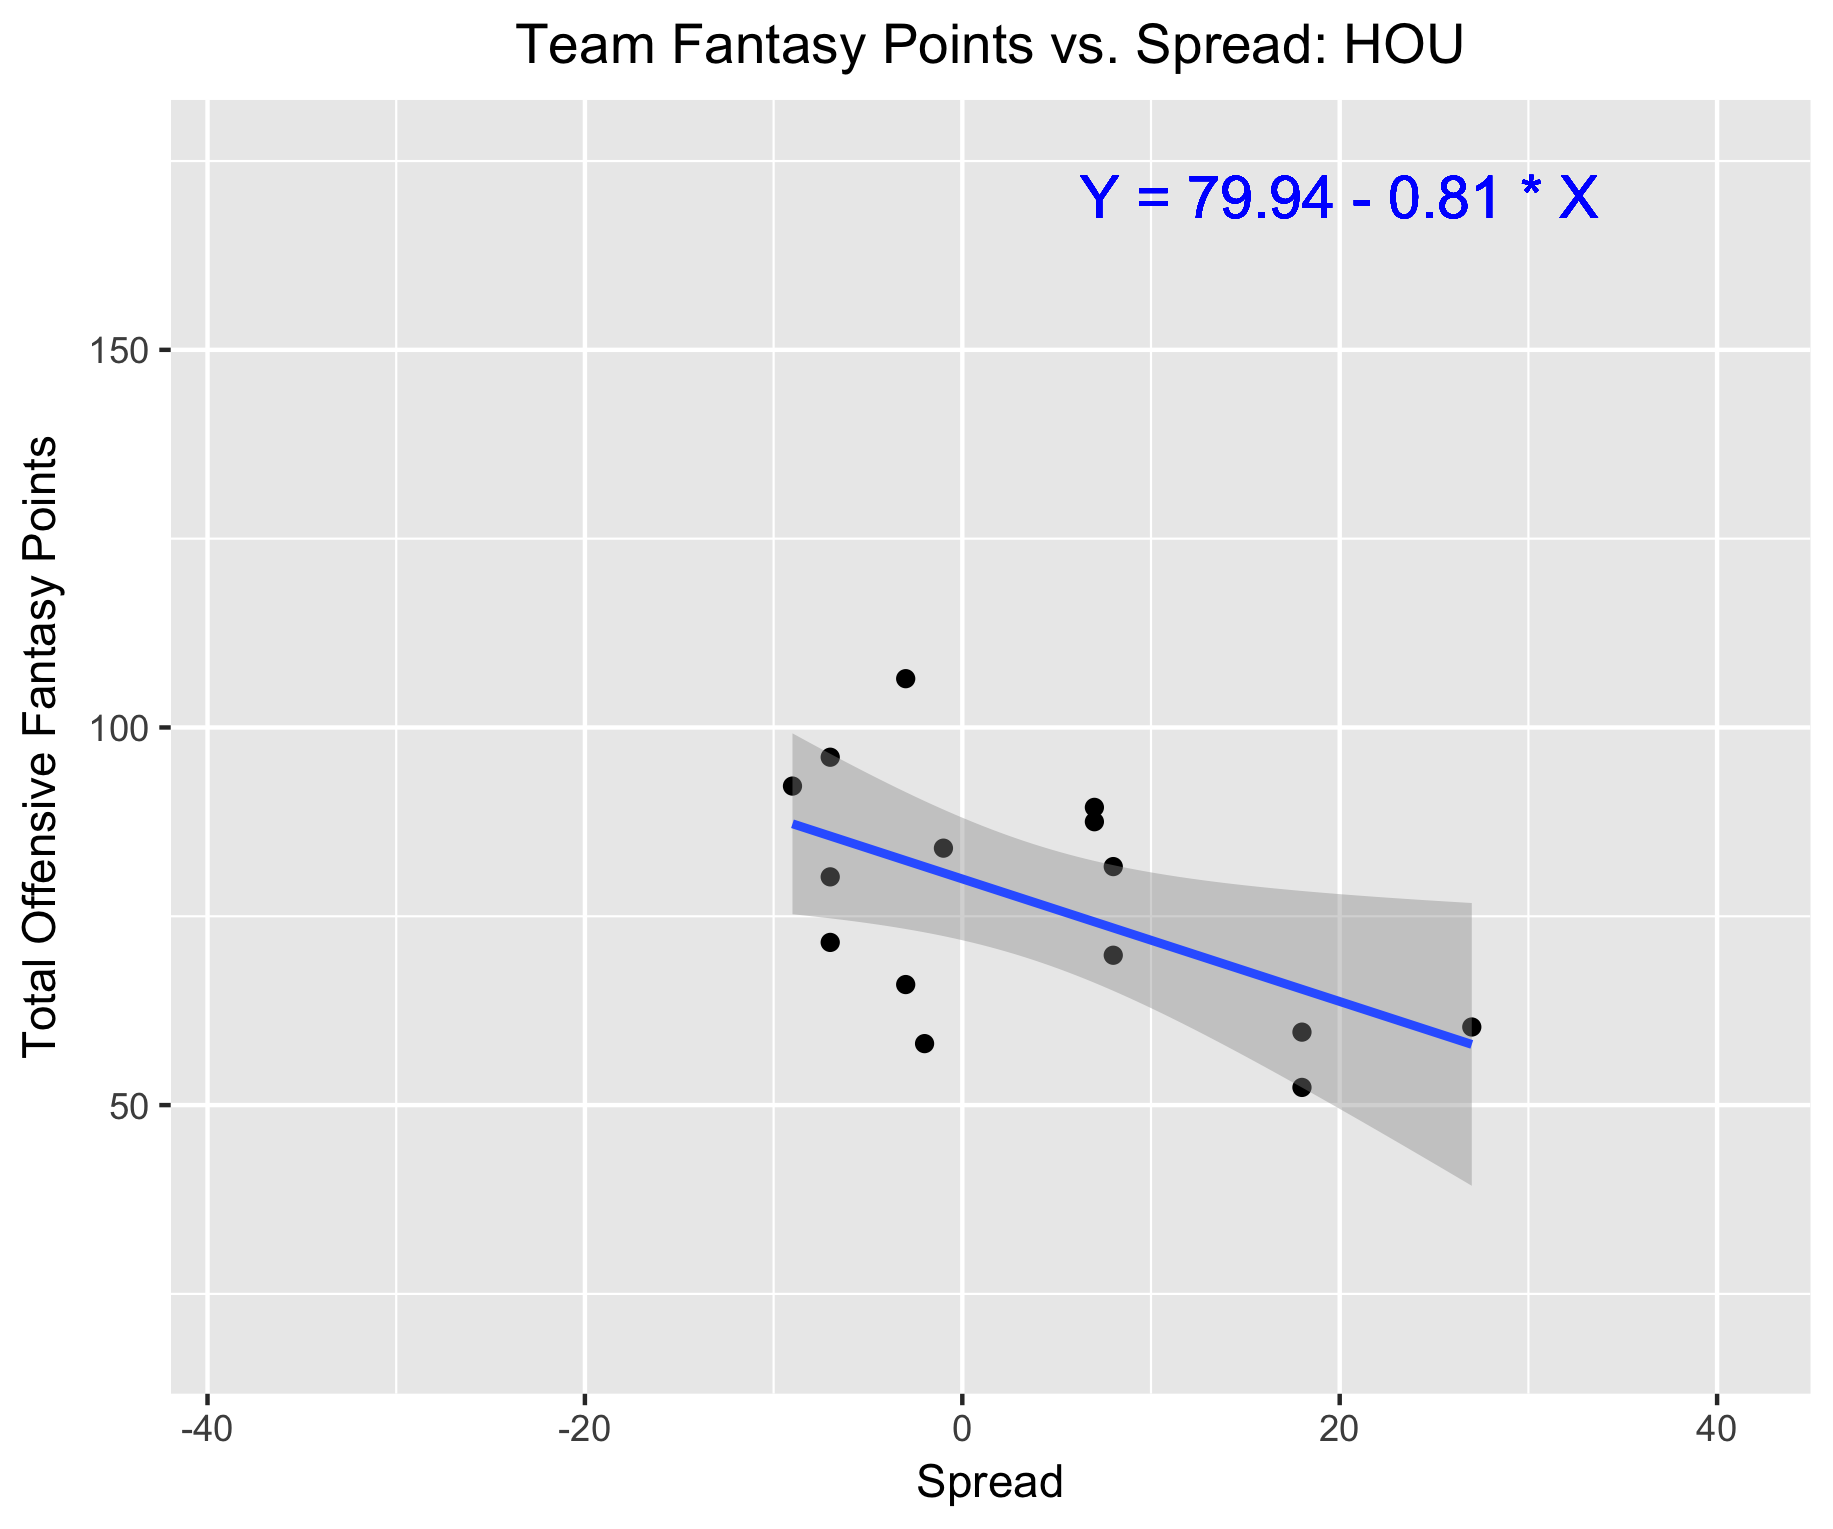 Team Fantasy Points vs. Spread: HOU
Y = 79.94 - 0.81 * X
Total Offensive Fantasy Points
150
100
50
-40
-20
0
20
40
Spread